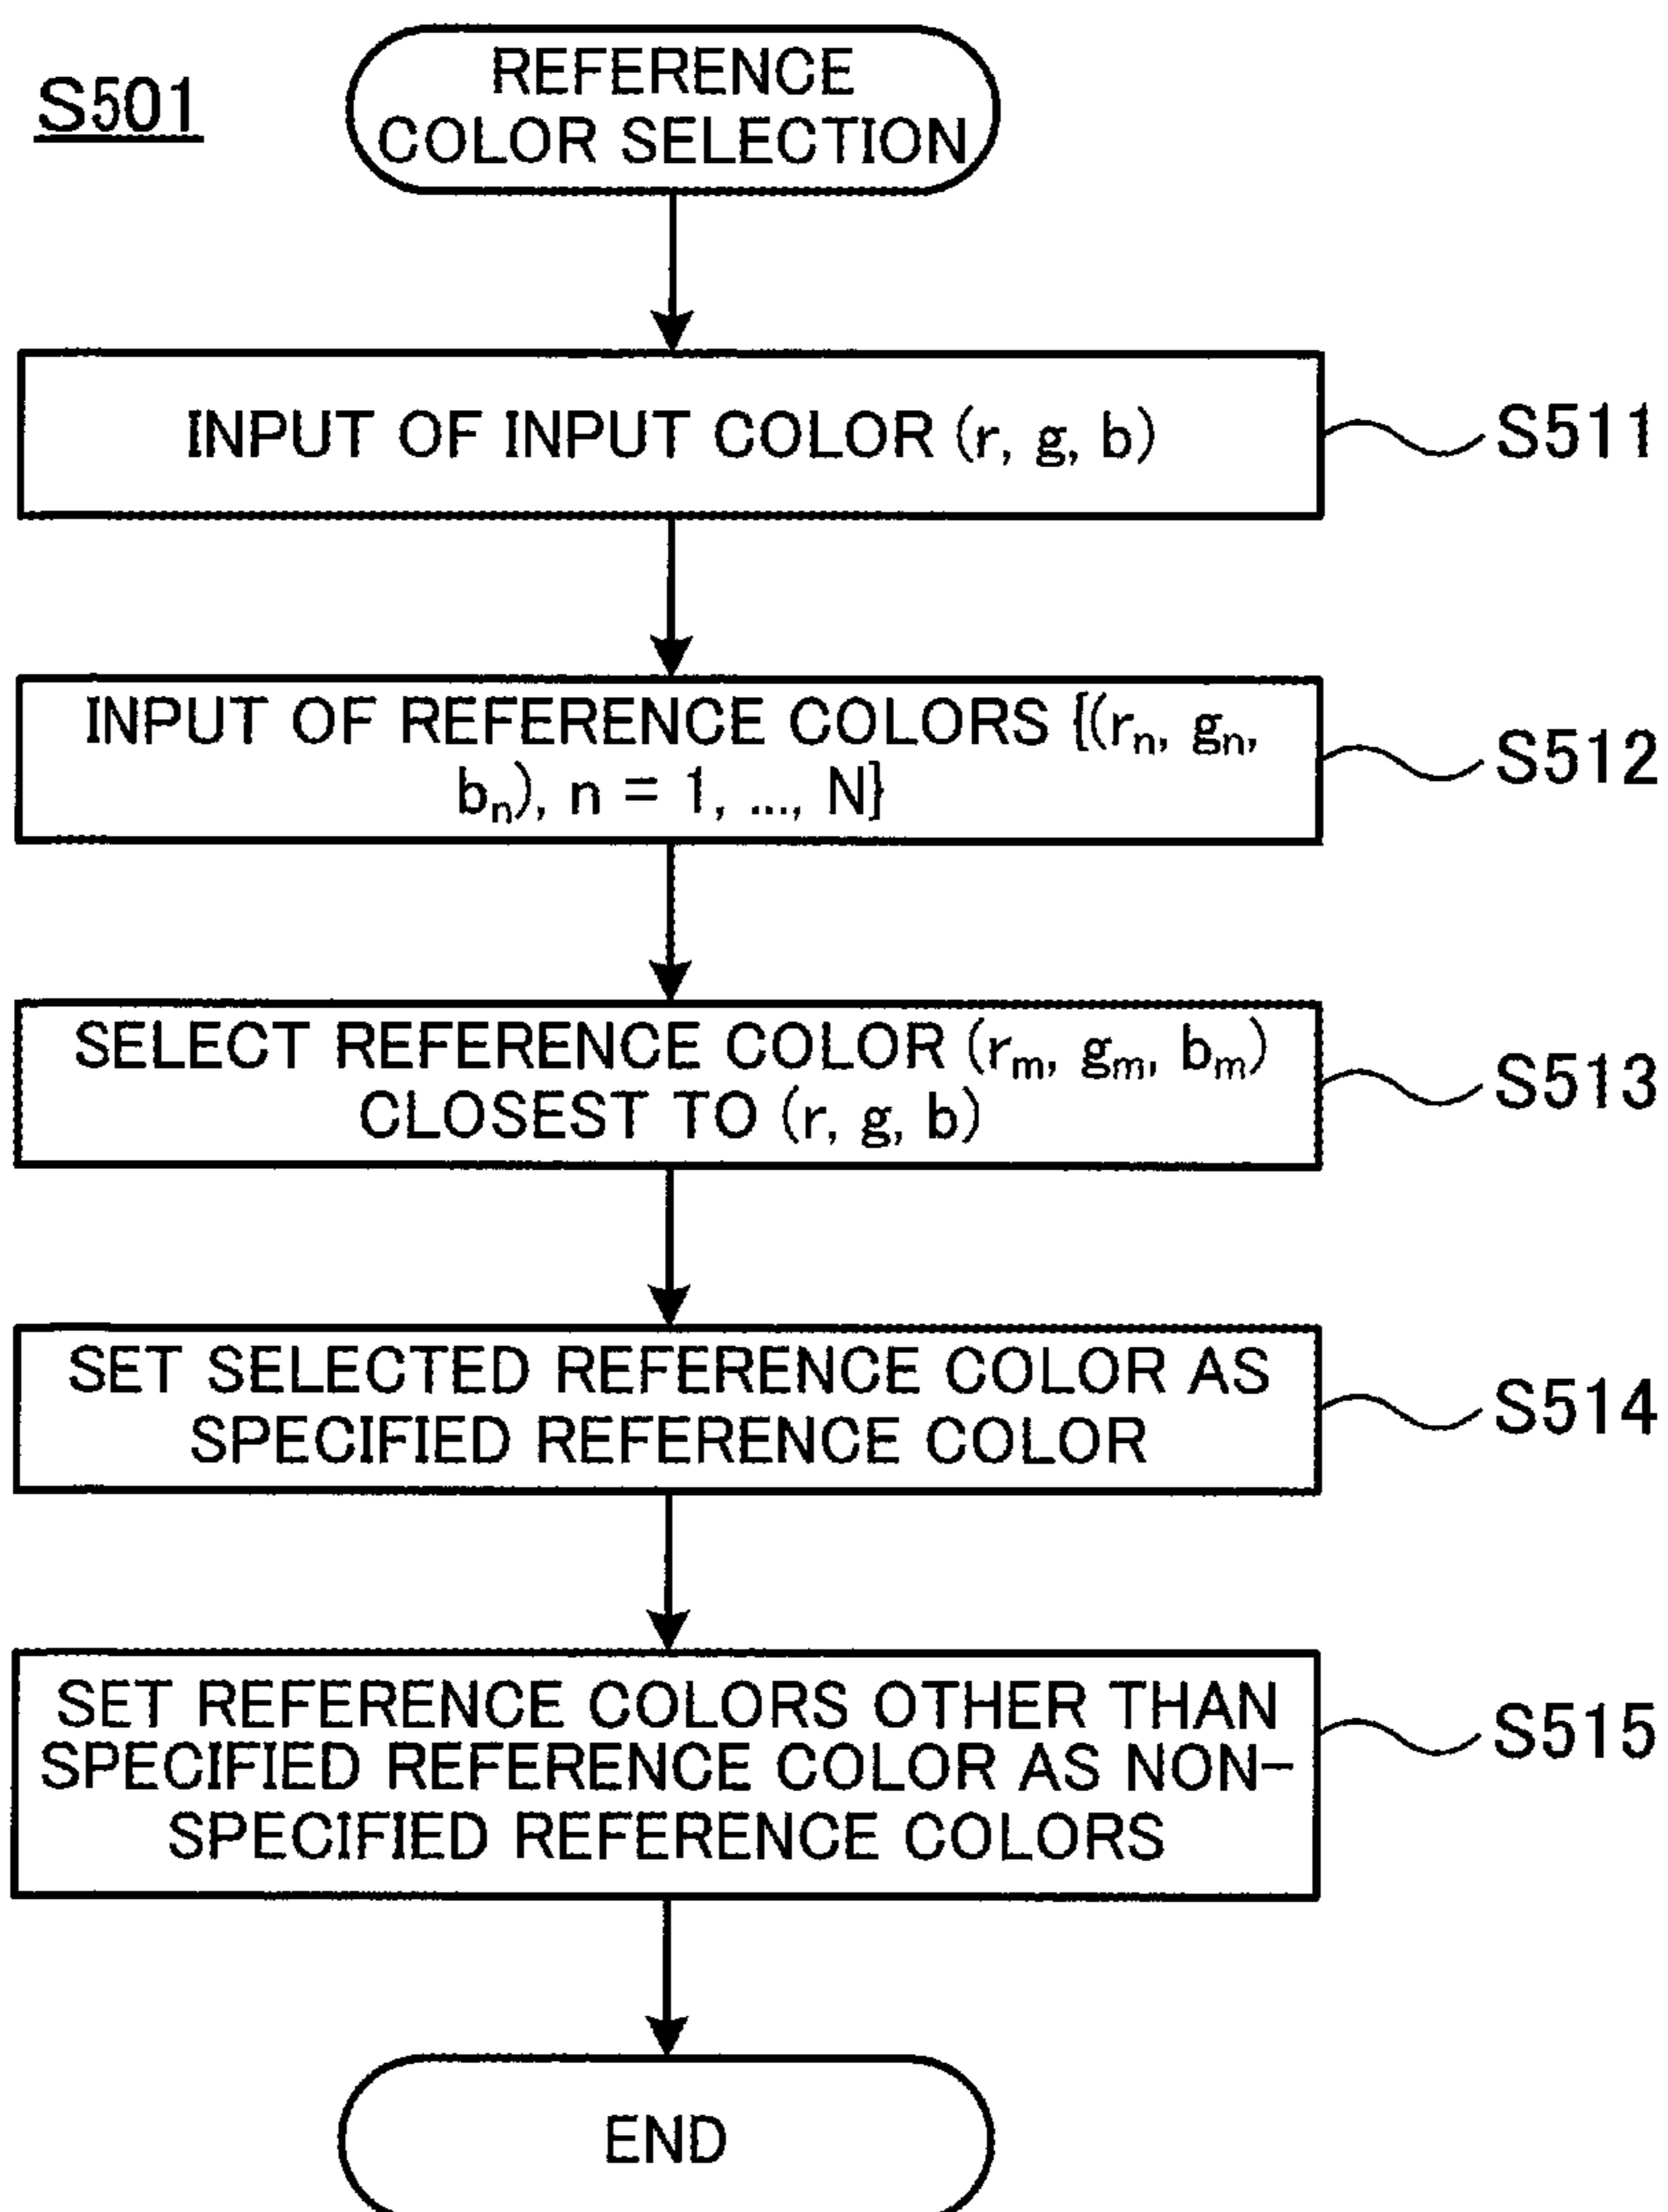 S501
REFERENCE
COLOR SELECTION
INPUT OF INPUT COLOR (r, g, b)
S511
INPUT OF REFERENCE COLORS {(rn, gn,
bn), n = 1, ..., N}
S512
SELECT REFERENCE COLOR (rm, gm, bm)
CLOSEST TO (r, g, b)
S513
SET SELECTED REFERENCE COLOR AS
SPECIFIED REFERENCE COLOR
S514
SET REFERENCE COLORS OTHER THAN
SPECIFIED REFERENCE COLOR AS NON-
SPECIFIED REFERENCE COLORS
S515
END